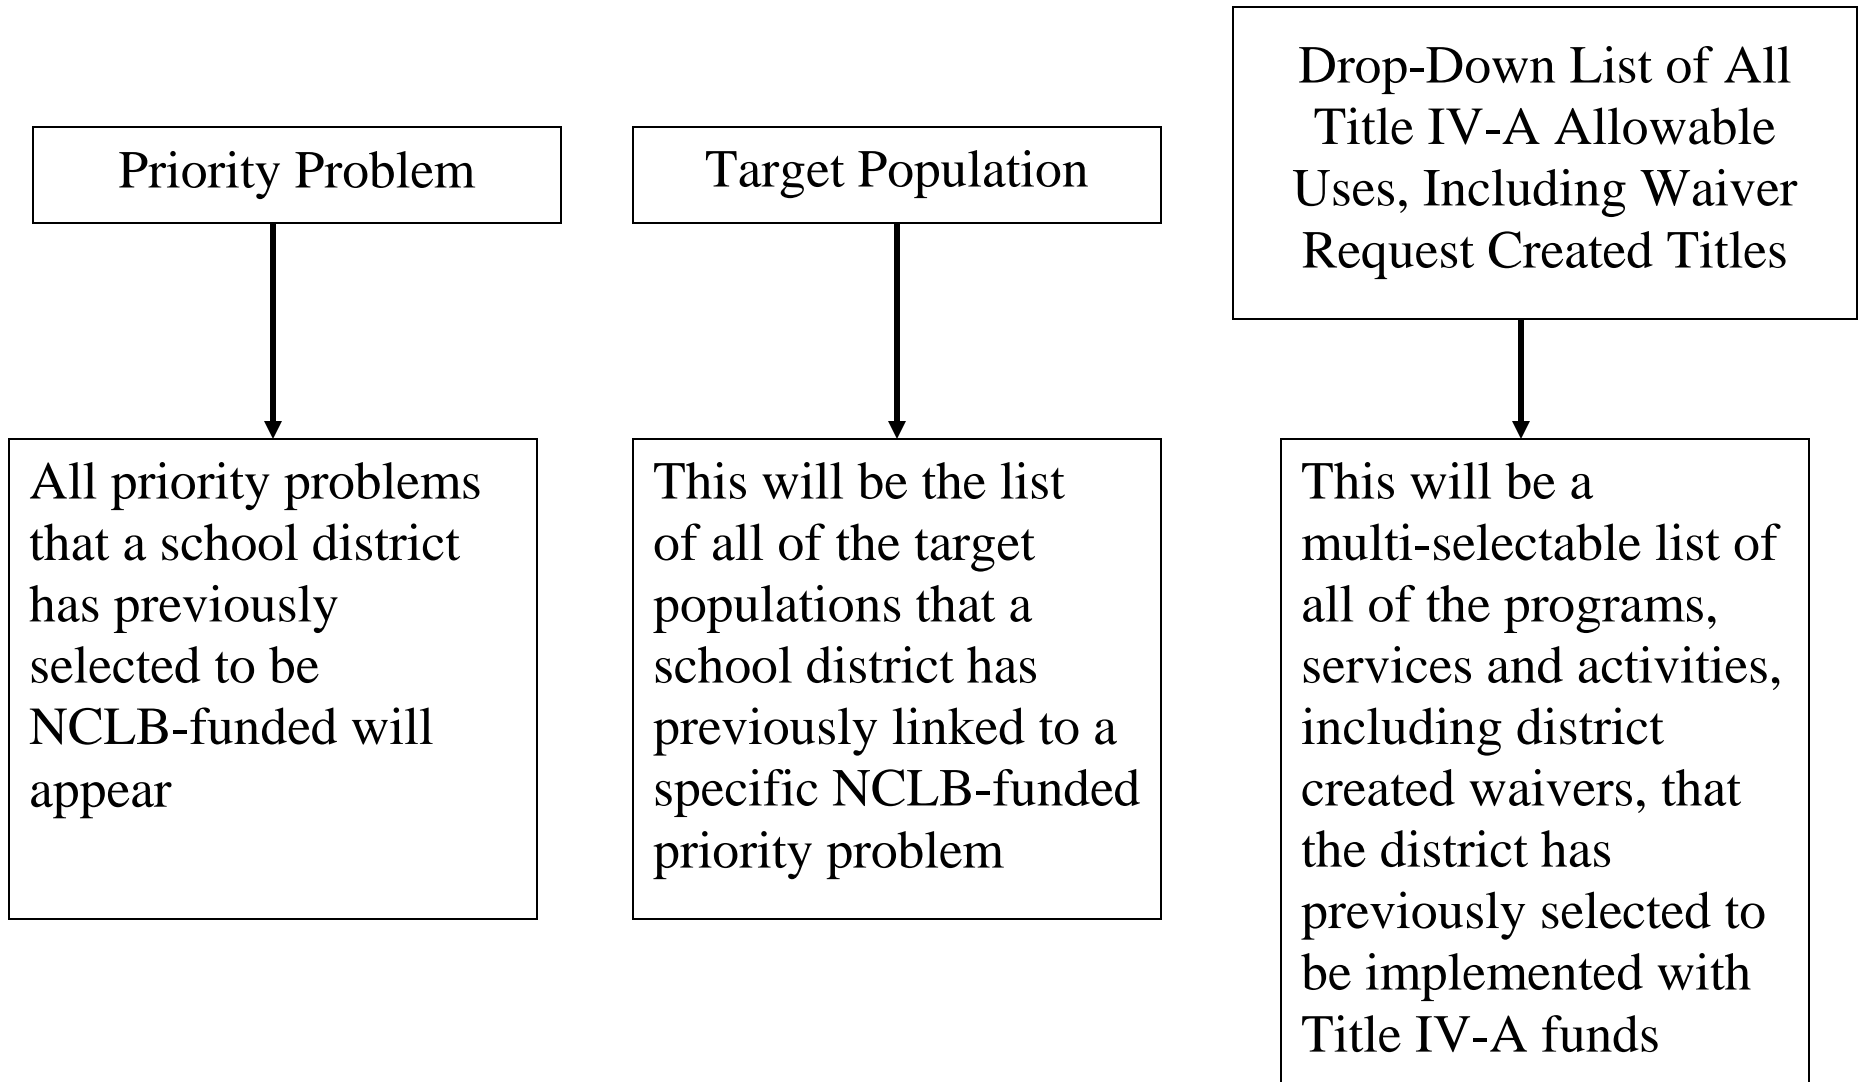 Priority Problem
Target Population
Drop-Down List of All
Title IV-A Allowable
Uses, Including Waiver
Request Created Titles
All priority problems
that a school district
has previously
selected to be
NCLB-funded will
appear
This will be the list
of all of the target
populations that a
school district has
previously linked to a
specific NCLB-funded
priority problem
This will be a
multi-selectable list of
all of the programs,
services and activities,
including district
created waivers, that
the district has
previously selected to
be implemented with
Title IV-A funds